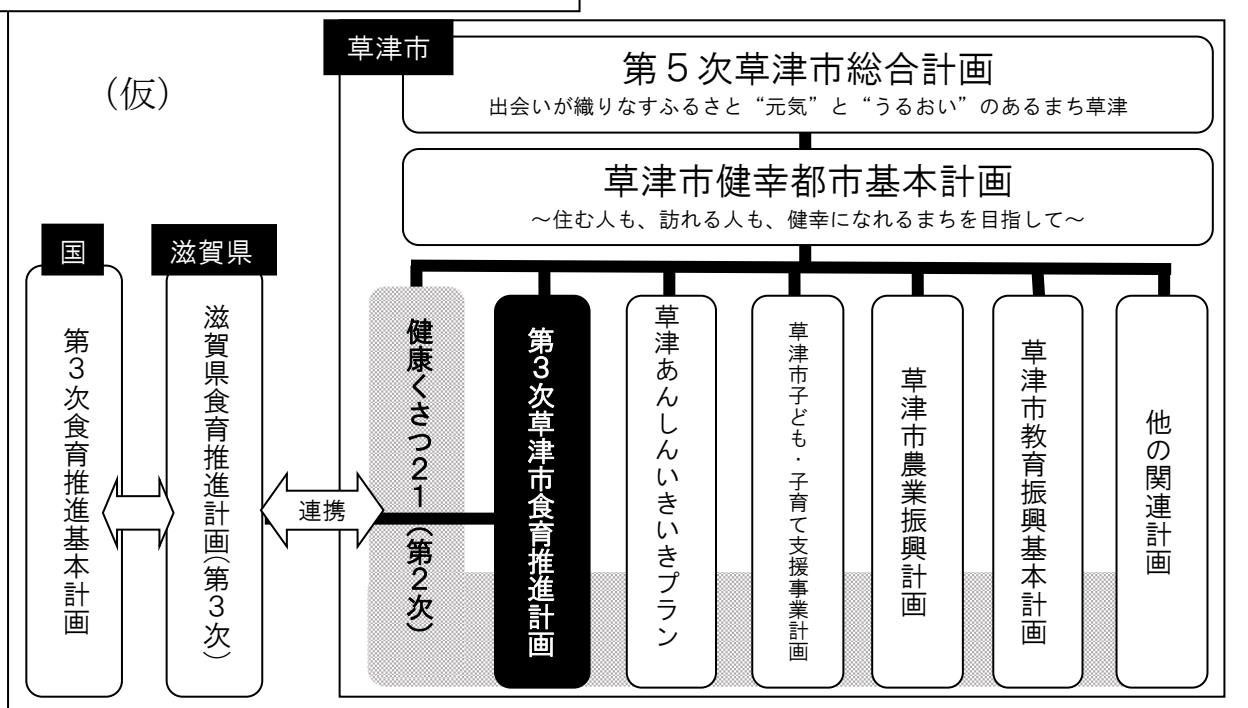 草津市
第５次草津市総合計画
出会いが織りなすふるさと“元気”と“うるおい”のあるまち草津
（仮）
草津市健幸都市基本計画
～住む人も、訪れる人も、健幸になれるまちを目指して～
国
滋賀県
第３次食育推進基本計画
滋賀県食育推進計画（第３次）
連携
健康くさつ２１（第２次）
第３次草津市食育推進計画
草津あんしんいきいきプラン
草津市子ども・子育て支援事業計画
草津市農業振興計画
草津市教育振興基本計画
他の関連計画